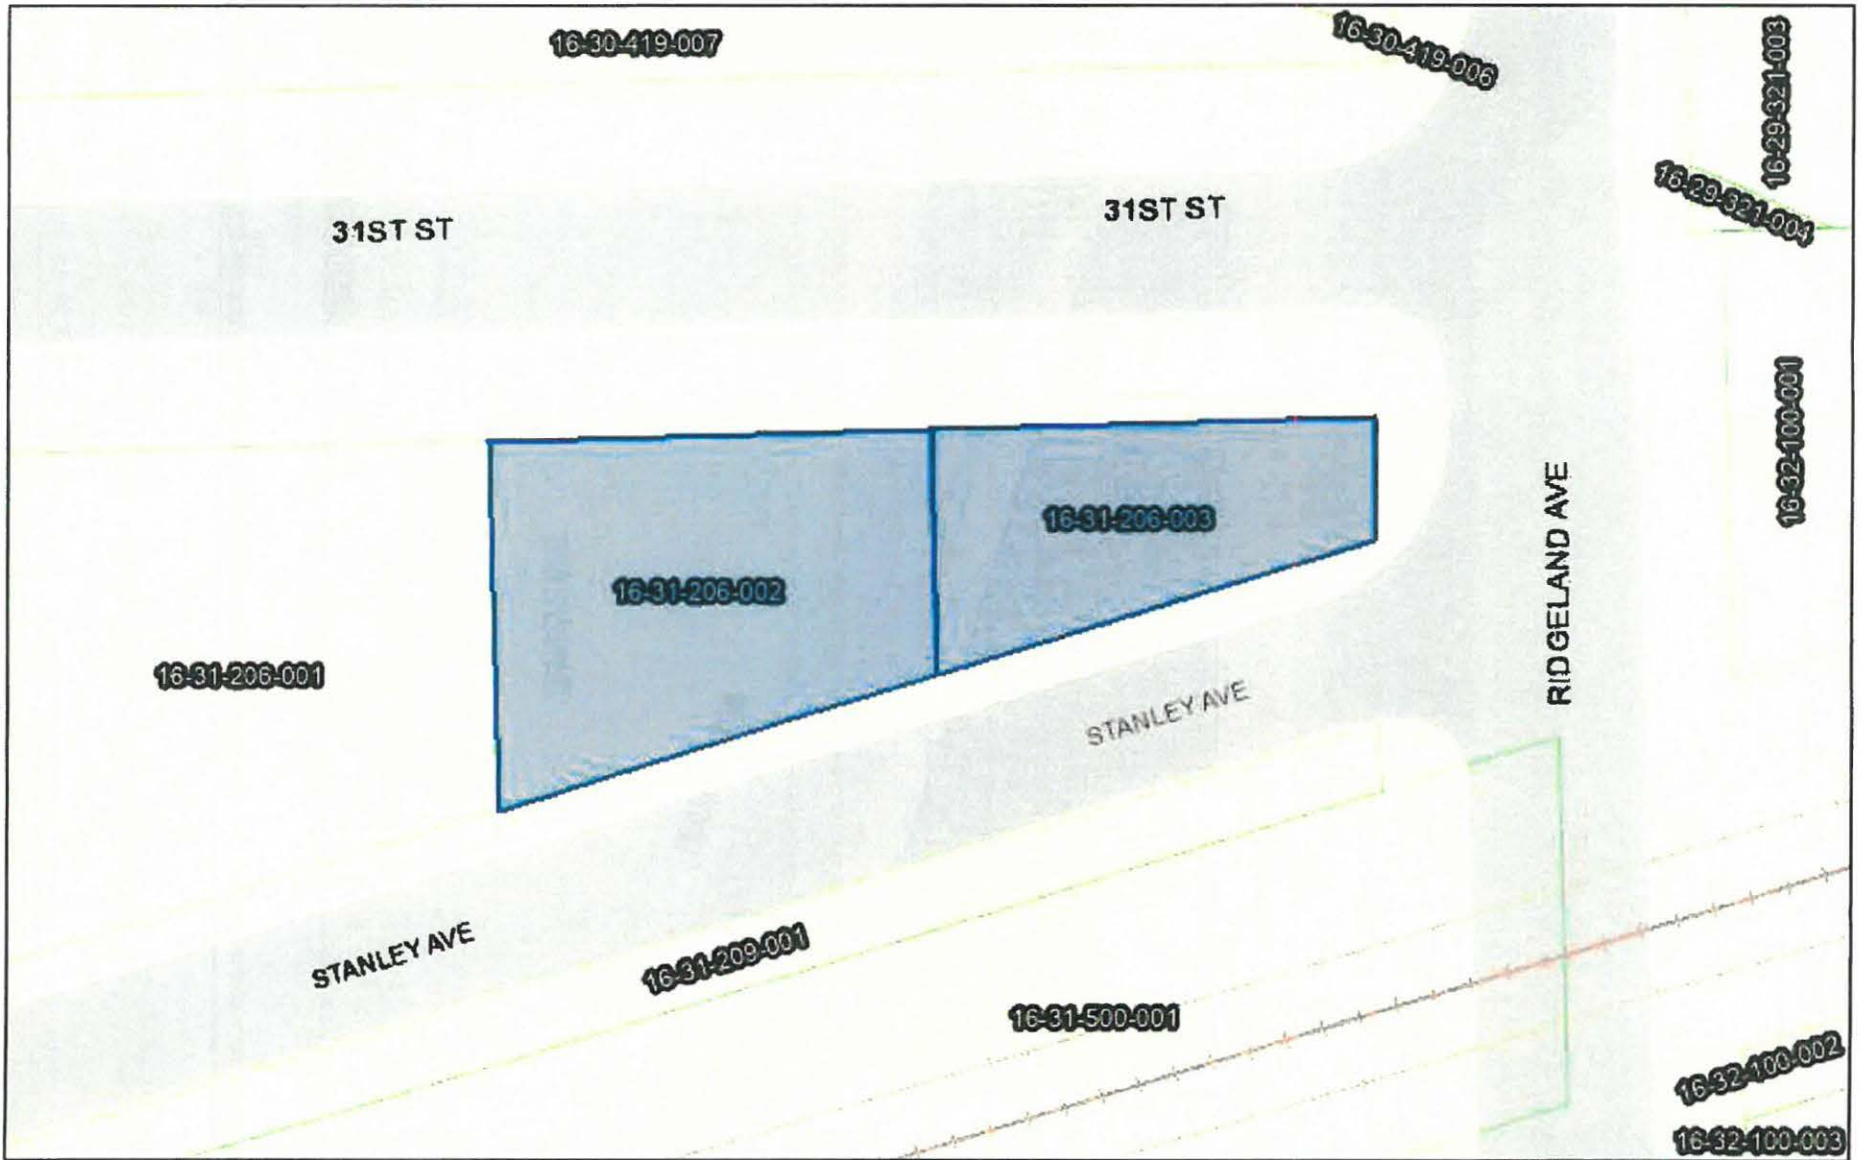 16-30-419-007
16-30-419-006
16-29-321-003
16-29-321-004
31ST ST
31ST ST
16-32-100-001
RIDGELAND AVE
16-31-206-003
16-31-206-002
16-31-206-001
STANLEY AVE
STANLEY AVE
16-31-209-001
16-31-500-001
16-32-100-002
16-32-100-003